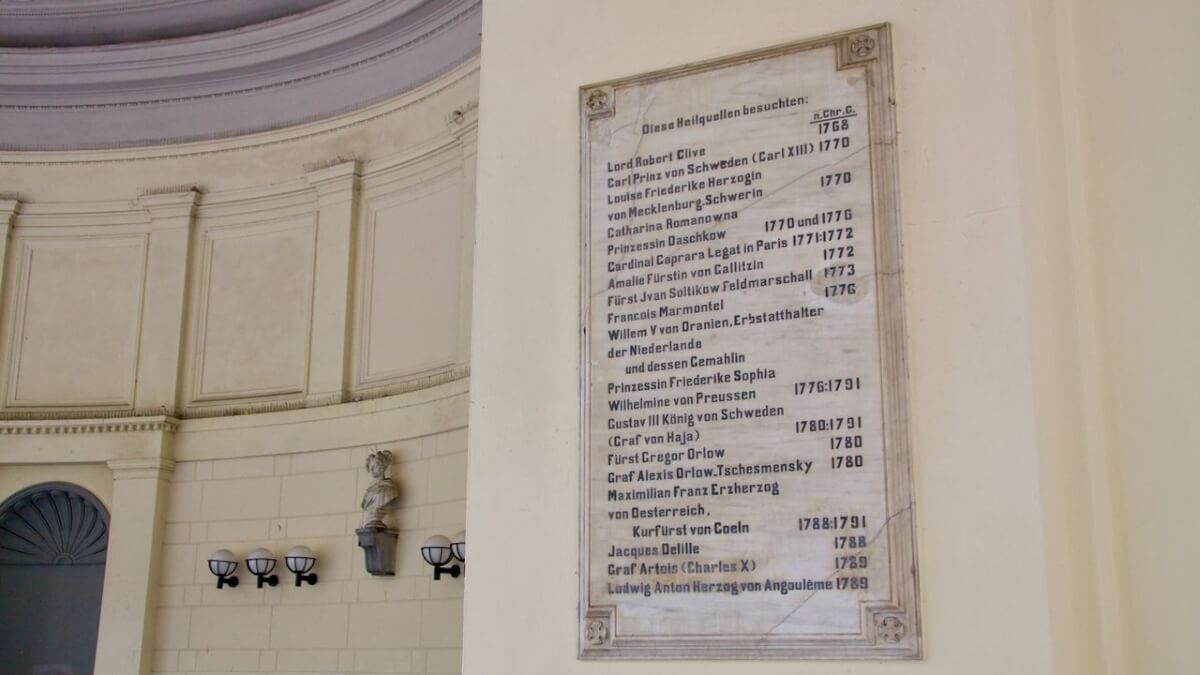 Diese Heilquellen besuchten:
n.Chr.G.
Lord Robert Clive 1768
Carl Prinz von Schweden (Carl XIII) 1770
Louise Friederike Herzogin
von Mecklenburg.Schwerin 1770
Catharina Romanowna
Prinzessin Daschkow 1770 und 1776
Cardinal Caprara Legat in Paris 1771:1772
Amalie Fürstin von Gallitzin 1772
Fürst Jvan Soltikow Feldmarschall 1773
Francois Marmontel 1776
Willem V von Oranien, Erbstatthalter
der Niederlande
und dessen Gemahlin
Prinzessin Friederike Sophia
Wilhelmine von Preussen 1776:1791
Gustav III König von Schweden
(Graf von Haja) 1780:1791
Fürst Gregor Orlow 1780
Graf Alexis Orlow.Tschesmensky 1780
Maximilian Franz Erzherzog
von Oesterreich,
Kurfürst von Coeln 1788:1791
Jacques Delille 1788
Graf Artois (Charles X) 1789
Ludwig Anton Herzog von Angoulême 1789